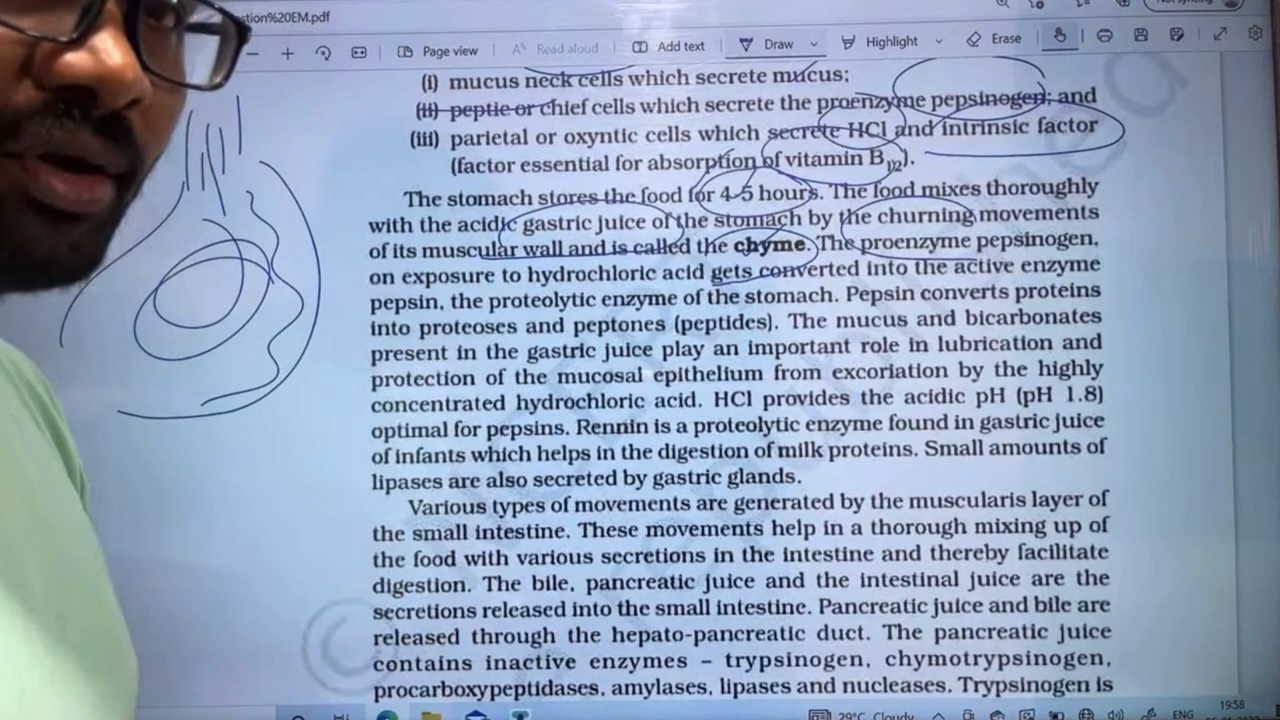 stion%20EM.pdf
Page view
Read aloud
Add text
Draw
Highlight
Erase
(i) mucus neck cells which secrete mucus;
(ii) peptic or chief cells which secrete the proenzyme pepsinogen; and
(iii) parietal or oxyntic cells which secrete HCl and intrinsic factor
(factor essential for absorption of vitamin B12).
The stomach stores the food for 4-5 hours. The food mixes thoroughly
with the acidic gastric juice of the stomach by the churning movements
of its muscular wall and is called the chyme. The proenzyme pepsinogen,
on exposure to hydrochloric acid gets converted into the active enzyme
pepsin, the proteolytic enzyme of the stomach. Pepsin converts proteins
into proteoses and peptones (peptides). The mucus and bicarbonates
present in the gastric juice play an important role in lubrication and
protection of the mucosal epithelium from excoriation by the highly
concentrated hydrochloric acid. HCl provides the acidic pH (pH 1.8)
optimal for pepsins. Rennin is a proteolytic enzyme found in gastric juice
of infants which helps in the digestion of milk proteins. Small amounts of
lipases are also secreted by gastric glands.
Various types of movements are generated by the muscularis layer of
the small intestine. These movements help in a thorough mixing up of
the food with various secretions in the intestine and thereby facilitate
digestion. The bile, pancreatic juice and the intestinal juice are the
secretions released into the small intestine. Pancreatic juice and bile are
released through the hepato-pancreatic duct. The pancreatic juice
contains inactive enzymes – trypsinogen, chymotrypsinogen,
procarboxypeptidases, amylases, lipases and nucleases. Trypsinogen is
29°C Cloudy
ENG
19:58